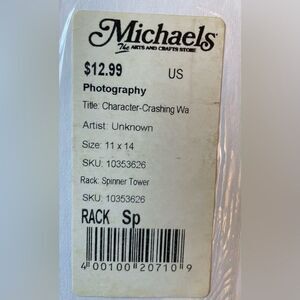 Michaels
The ARTS AND CRAFTS STORE
$12.99 US
Photography
Title: Character-Crashing Wa
Artist: Unknown
Size: 11 x 14
SKU: 10353626
Rack: Spinner Tower
SKU: 10353626
RACK Sp
4 00100 20710 9